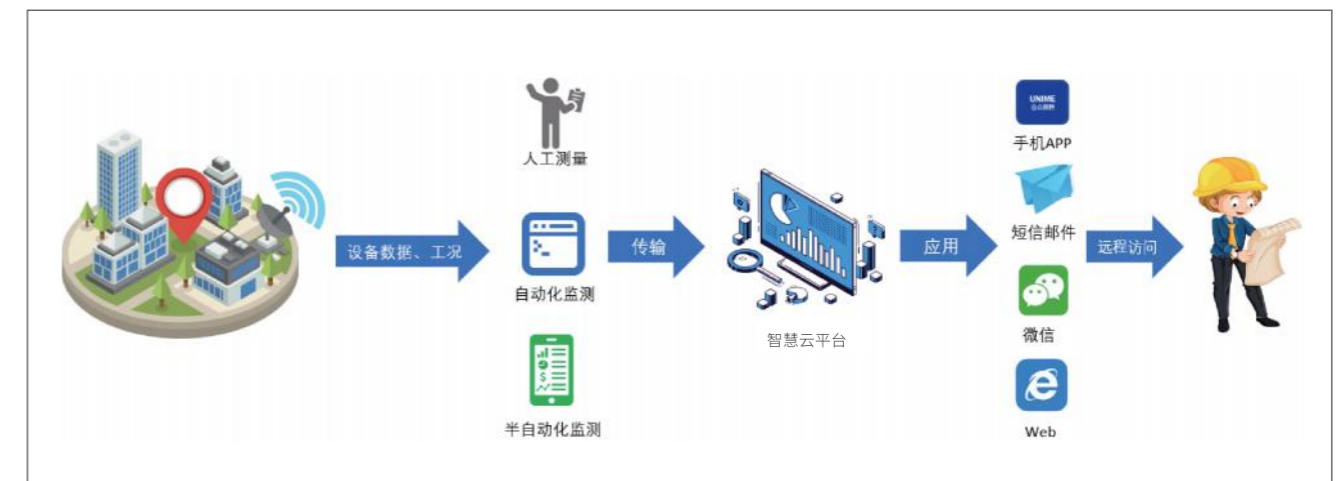 设备数据、工况
人工测量
自动化监测
半自动化监测
传输
智慧云平台
应用
UNIME
手机APP
短信邮件
微信
Web
远程访问